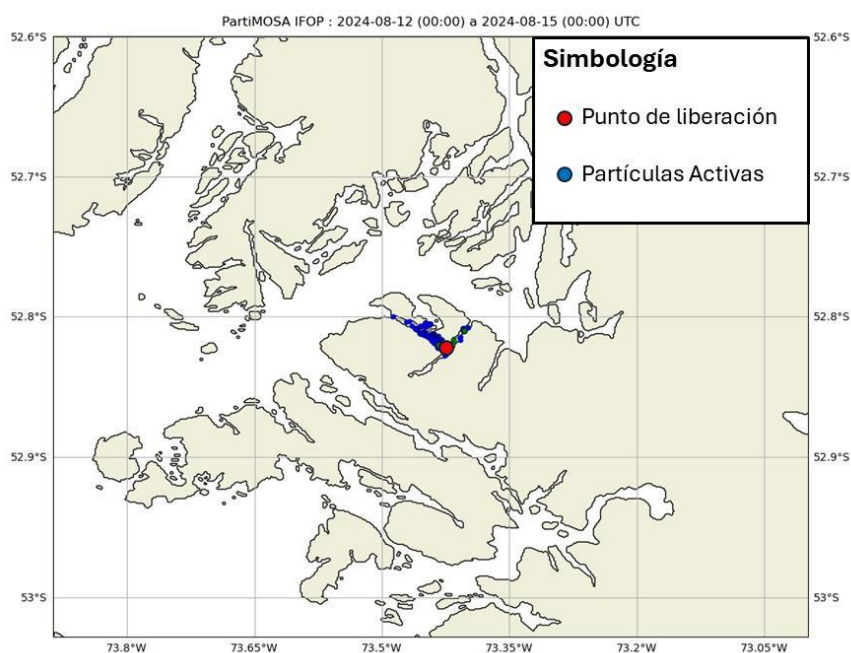 PartiMOSA IFOP : 2024-08-12 (00:00) a 2024-08-15 (00:00) UTC
52.6°S
52.6°S
Simbología
Punto de liberación
Partículas Activas
52.7°S
52.7°S
52.8°S
52.8°S
52.9°S
52.9°S
53°S
53°S
73.8°W
73.65°W
73.5°W
73.35°W
73.2°W
73.05°W